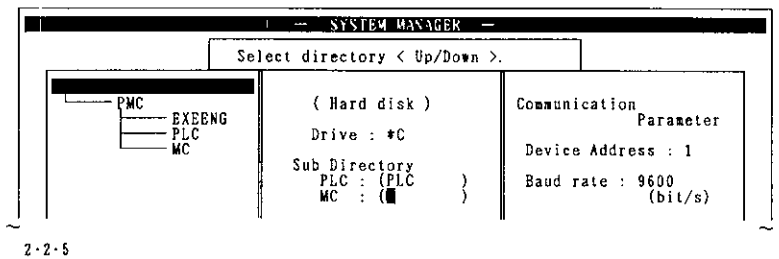 — SYSTEM MANAGER —
Select directory < Up/Down >.
PMC
EXEENG
PLC
MC
( Hard disk )
Drive : *C
Sub Directory
PLC : (PLC )
MC : ( )
Communication
Parameter
Device Address : 1
Baud rate : 9600
(bit/s)
2·2·5